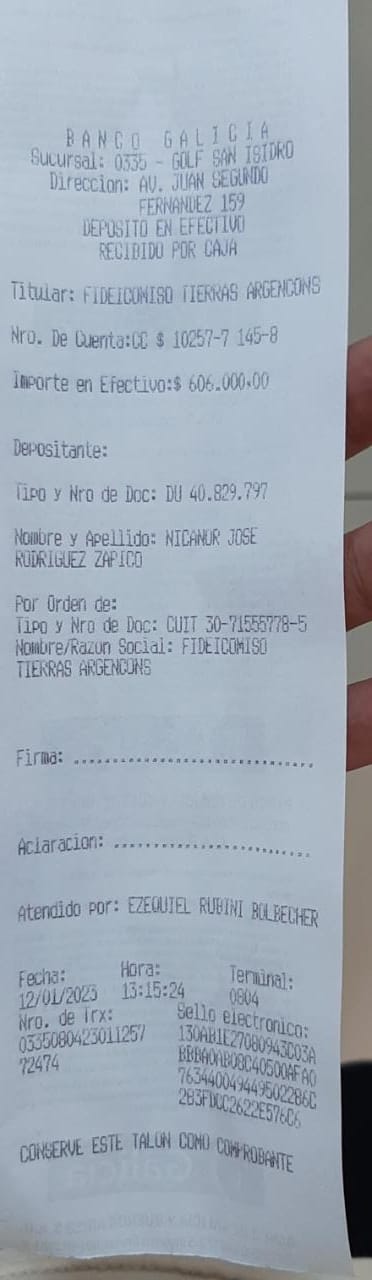 BANCO GALICIA
Sucursal: 0335 - GOLF SAN ISIDRO
Direccion: AV. JUAN SEGUNDO
FERNANDEZ 159
DEPOSITO EN EFECTIVO
RECIBIDO POR CAJA
Titular: FIDEICOMISO TIERRAS ARGENCONS
Nro. De Cuenta:CC $ 10257-7 145-8
Importe en Efectivo:$ 606.000,00
Depositante:
Tipo y Nro de Doc: DU 40.829.797
Nombre y Apellido: NICANUR JOSE
RODRIGUEZ ZAPICO
Por Orden de:
Tipo y Nro de Doc: CUIT 30-71555778-5
Nombre/Razon Social: FIDEICOMISO
TIERRAS ARGENCONS
Firma: ................................
Aclaracion: ..........................
Atendido por: EZEQUIEL RUBINI BOLBECHER
Fecha: Hora: Terminal:
12/01/2023 13:15:24 0804
Nro. de Trx: Sello electronico:
0335080423011257 130AB1E27080943C03A
72474 BBBA0AB08C40500AFA0
7634400494495022B6C
2B3FDCC2622E576C6
CONSERVE ESTE TALON COMO COMPROBANTE